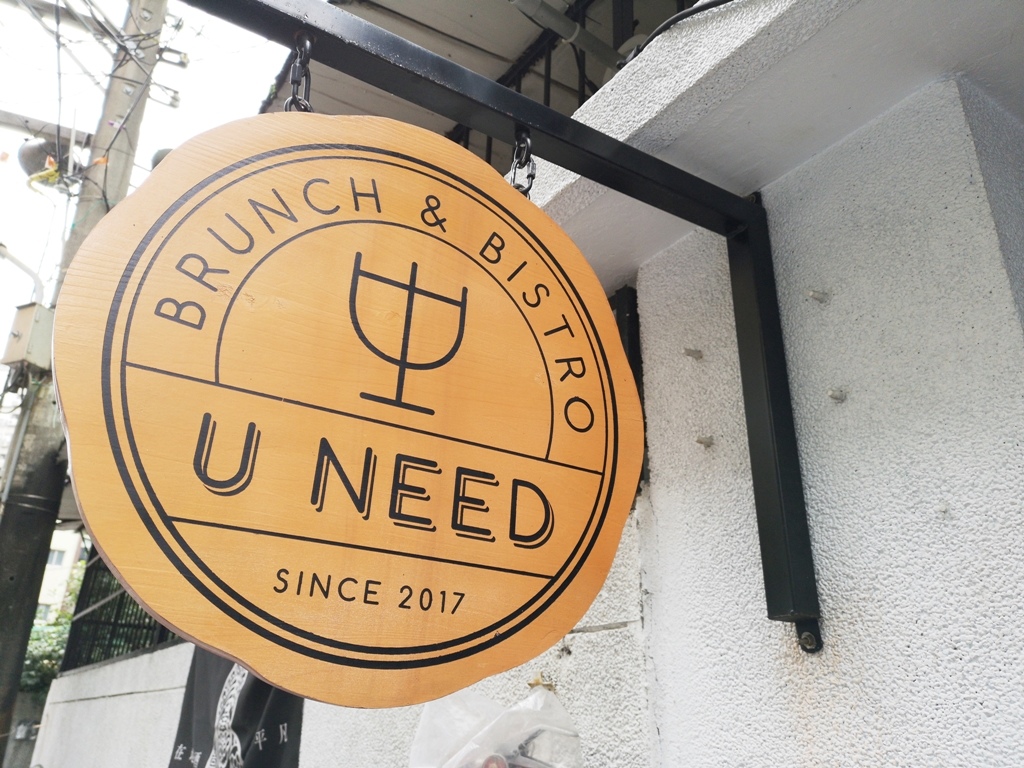 BRUNCH & BISTRO
U NEED
SINCE 2017